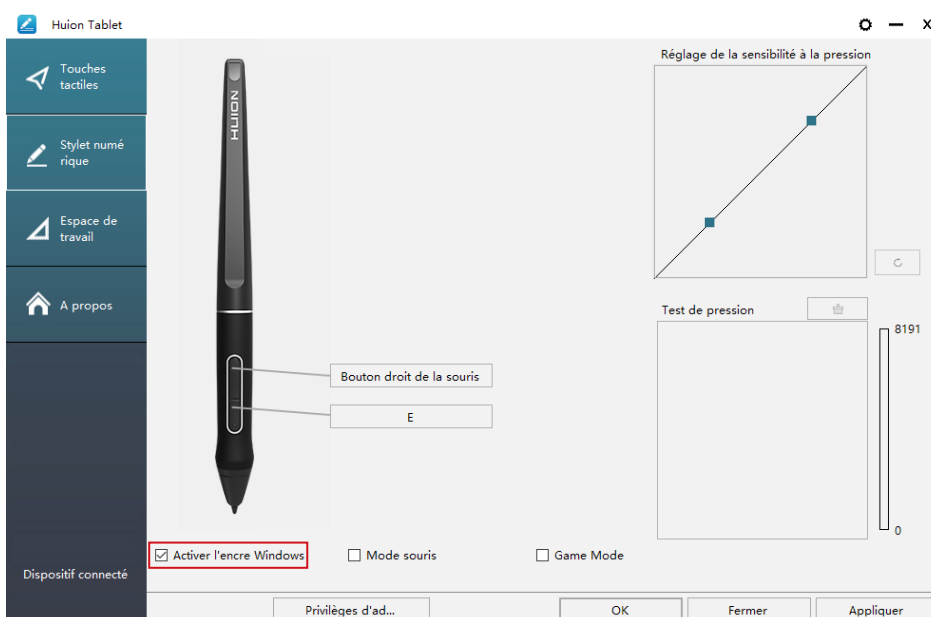 Huion Tablet
X
Touches
tactiles
Stylet numé
rique
Espace de
travail
A propos
Dispositif connecté
HUION
Bouton droit de la souris
E
Réglage de la sensibilité à la pression
Test de pression
8191
0
Activer l'encre Windows
Mode souris
Game Mode
Privilèges d'ad...
OK
Fermer
Appliquer